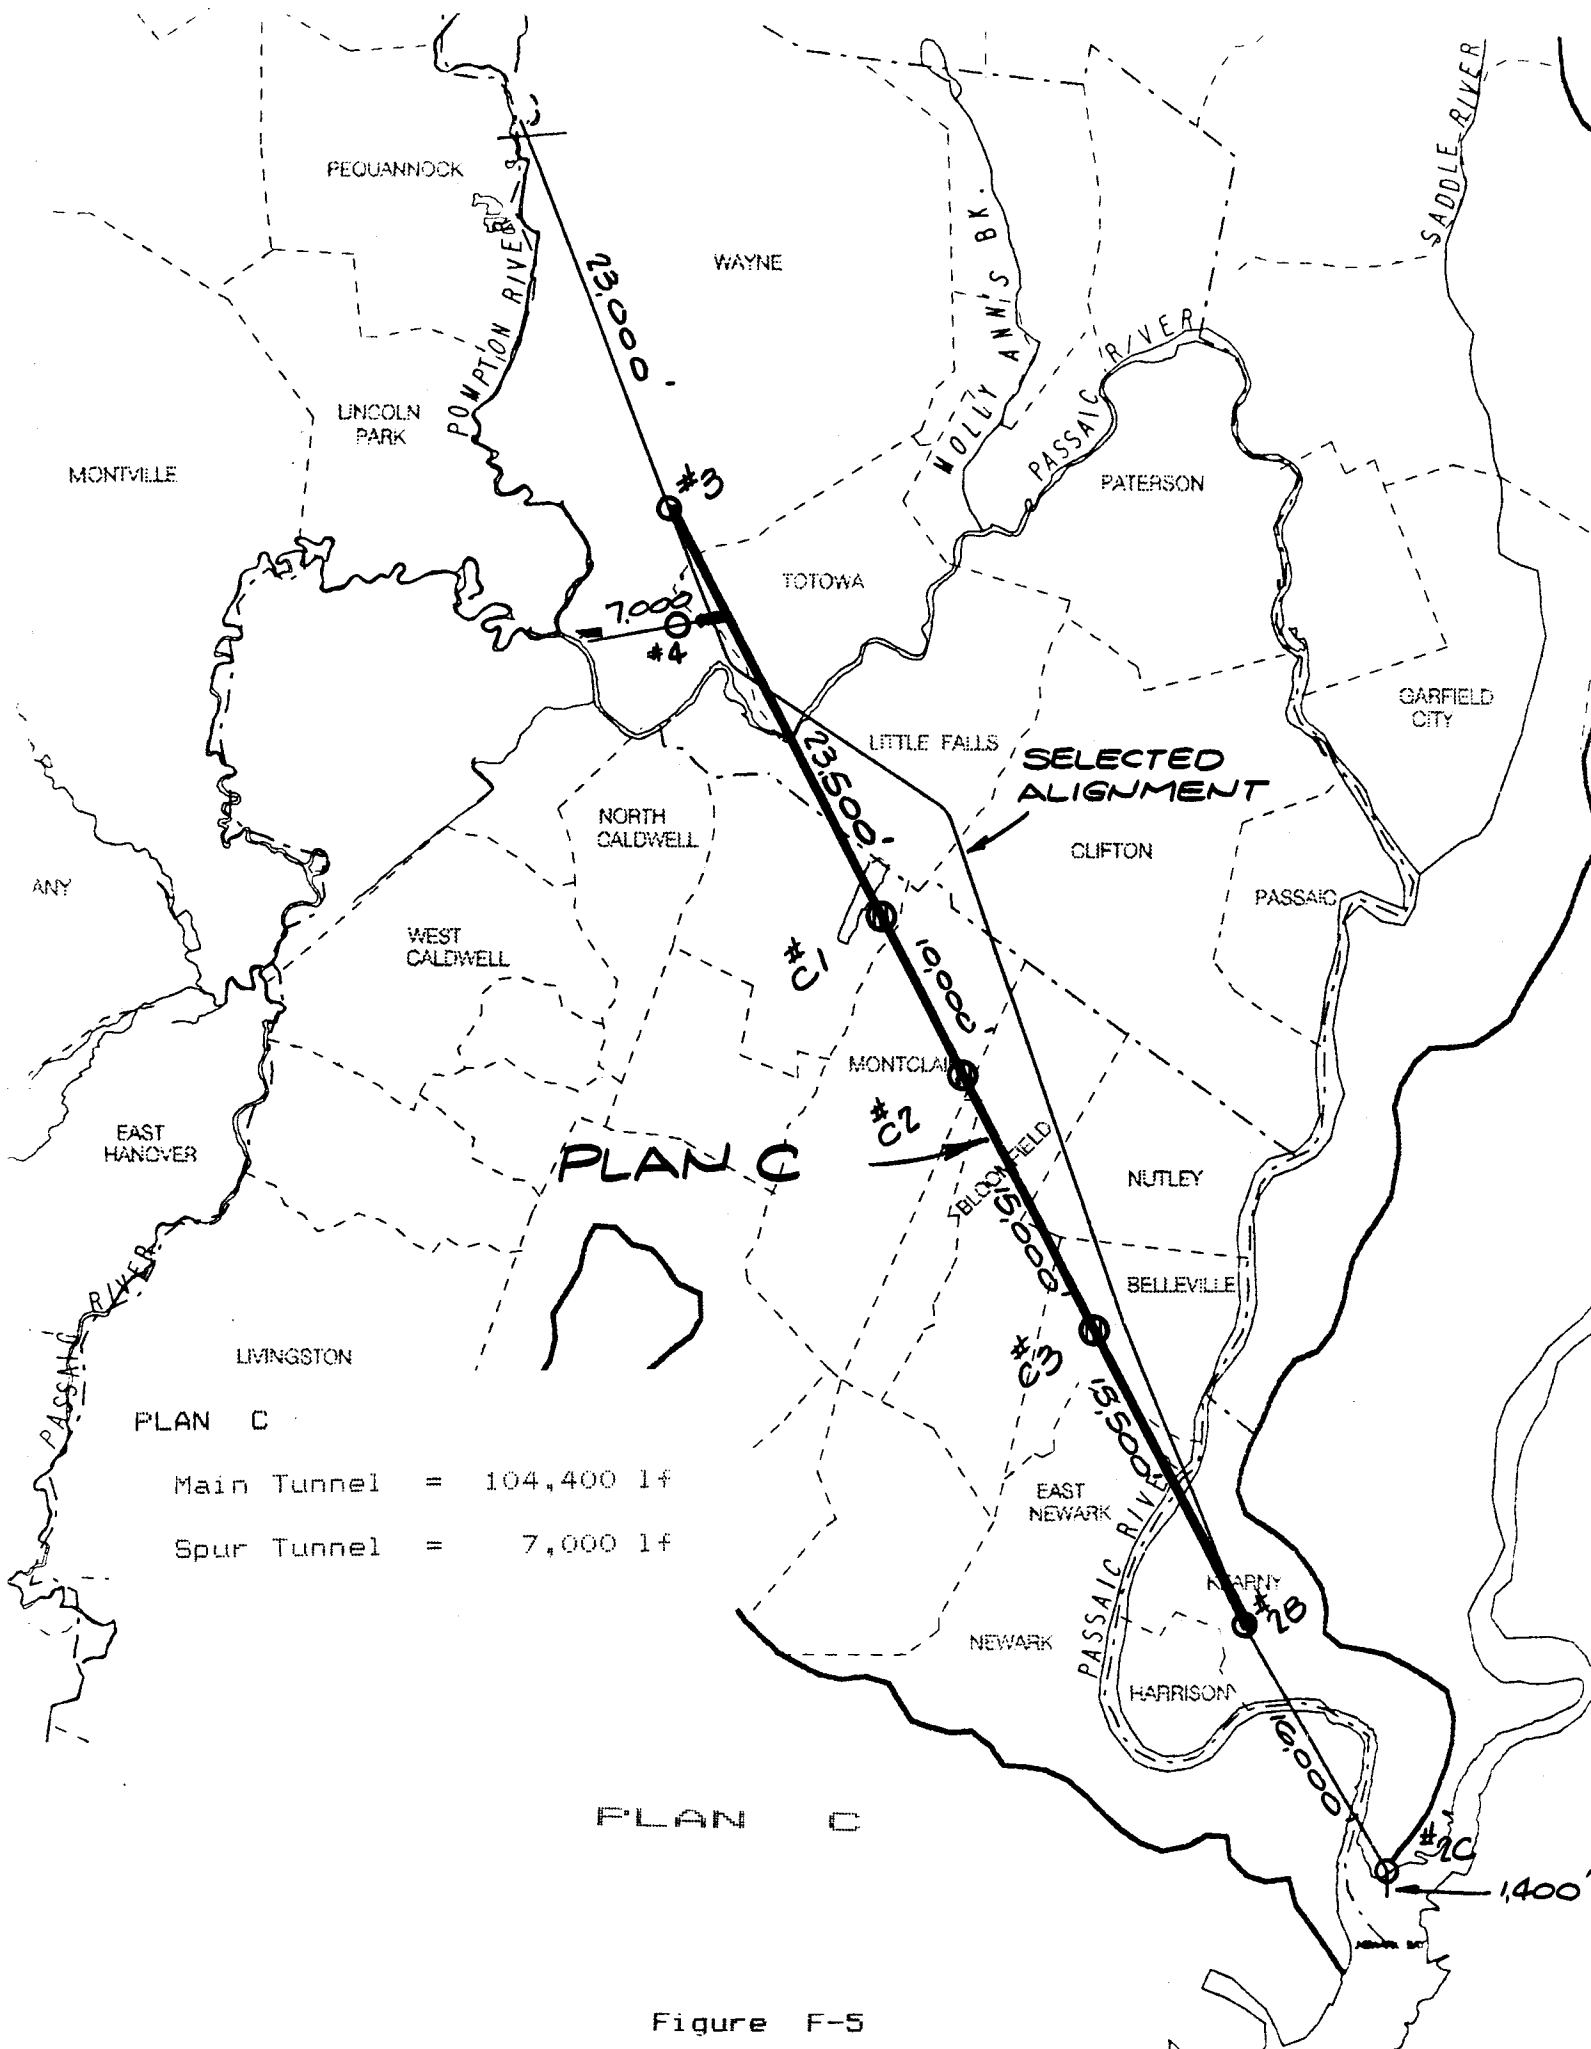 SADDLE RIVER
PEQUANNOCK
MOLLY ANN'S BK.
WAYNE
23,000'
POMPTON RIVER
PASSAIC RIVER
LINCOLN
PARK
MONTVILLE
#3
PATERSON
TOTOWA
7,000
#4
GARFIELD
CITY
LITTLE FALLS
SELECTED
ALIGNMENT
23,500'
NORTH
CALDWELL
CLIFTON
ANY
PASSAIC
WEST
CALDWELL
#C1
10,000'
MONTCLAI
#C2
EAST
HANOVER
PLAN C
BLOOMFIELD
NUTLEY
15,000'
BELLEVILLE
PASSAIC RIVER
LIVINGSTON
#C3
PLAN C
18,500'
Main Tunnel = 104,400 lf
EAST
NEWARK
Spur Tunnel = 7,000 lf
PASSAIC RIVE
KEARNY
#2B
NEWARK
HARRISON
16,000
PLAN C
#2C
1,400'
Figure F-5